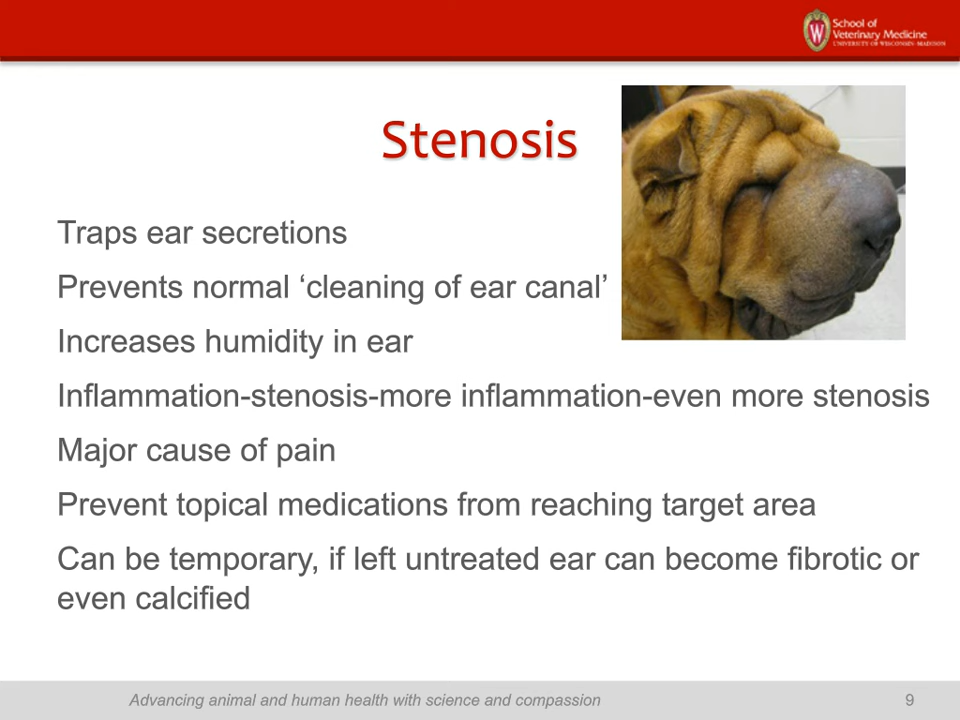 School of
Veterinary Medicine
UNIVERSITY OF WISCONSIN-MADISON
Stenosis
Traps ear secretions
Prevents normal ‘cleaning of ear canal’
Increases humidity in ear
Inflammation-stenosis-more inflammation-even more stenosis
Major cause of pain
Prevent topical medications from reaching target area
Can be temporary, if left untreated ear can become fibrotic or
even calcified
Advancing animal and human health with science and compassion
9